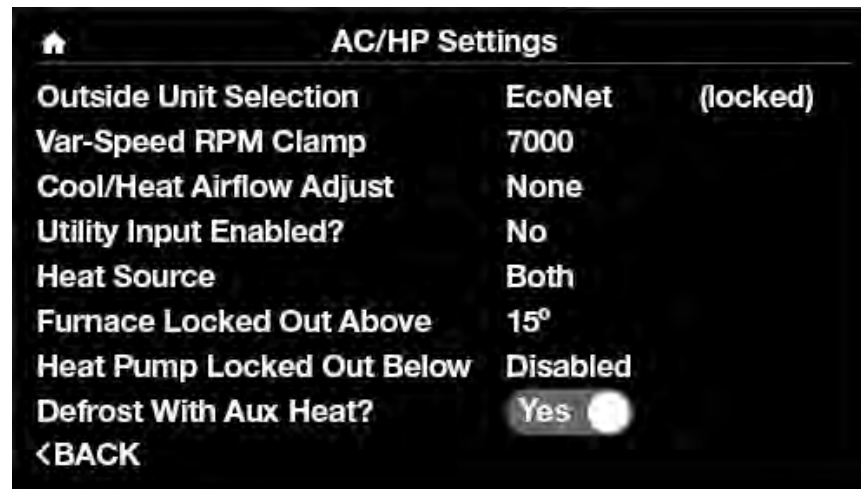 AC/HP Settings
Outside Unit Selection EcoNet (locked)
Var-Speed RPM Clamp 7000
Cool/Heat Airflow Adjust None
Utility Input Enabled? No
Heat Source Both
Furnace Locked Out Above 15º
Heat Pump Locked Out Below Disabled
Defrost With Aux Heat? Yes
<BACK